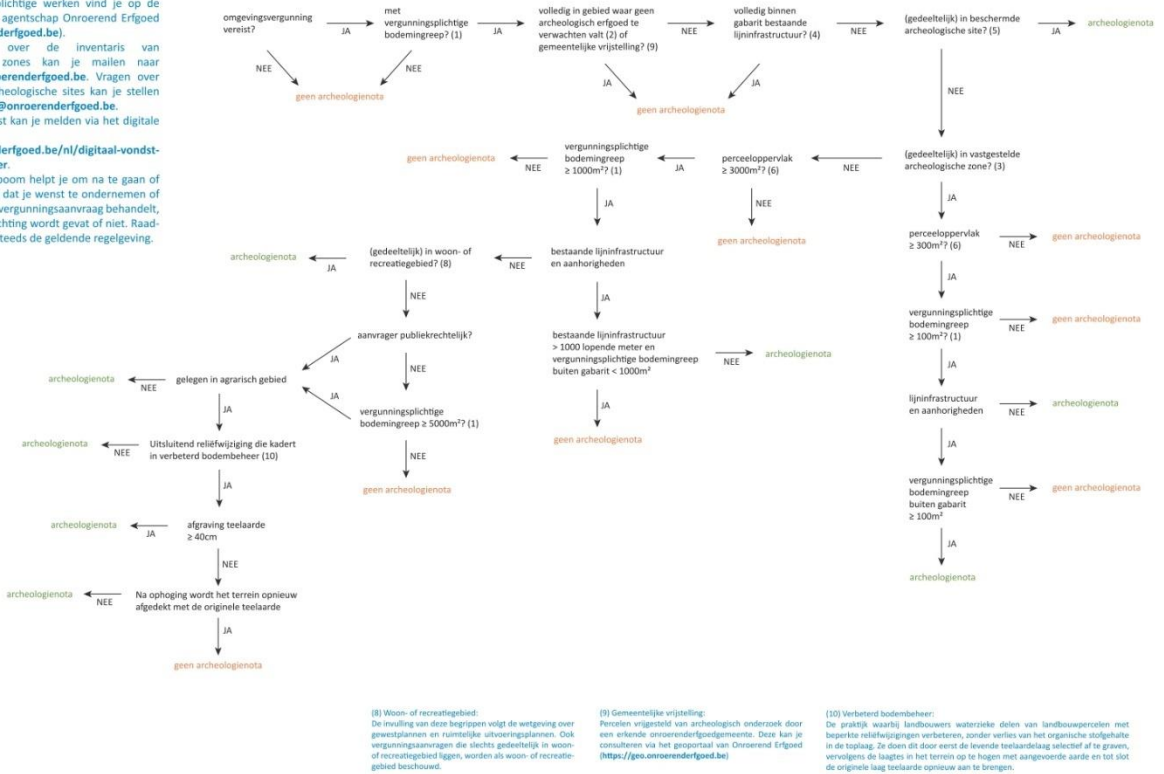 plichtige werken vind je op de
agentschap Onroerend Erfgoed
derfgoed.be).
over de inventaris van
zones kan je mailen naar
oerenderfgoed.be. Vragen over
heologische sites kan je stellen
@onroerenderfgoed.be.
st kan je melden via het digitale
lerfgoed.be/nl/digitaal-vondst-
er.
boom helpt je om na te gaan of
dat je wenst te ondernemen of
vergunningsaanvraag behandelt,
chting wordt gevat of niet. Raad-
teeds de geldende regelgeving.
omgevingsvergunning
vereist?
JA
NEE
met
vergunningsplichtige
bodemingreep? (1)
JA
NEE
geen archeologienota
volledig in gebied waar geen
archeologisch erfgoed te
verwachten valt (2) of
gemeentelijke vrijstelling? (9)
NEE
JA
volledig binnen
gabarit bestaande
lijninfrastructuur? (4)
NEE
JA
geen archeologienota
(gedeeltelijk) in beschermde
archeologische site? (5)
JA
archeologienota
NEE
(gedeeltelijk) in vastgestelde
archeologische zone? (3)
NEE
JA
perceeloppervlak
≥ 3000m²? (6)
JA
NEE
geen archeologienota
vergunningsplichtige
bodemingreep
≥ 1000m²? (1)
NEE
geen archeologienota
JA
perceeloppervlak
≥ 300m²? (6)
NEE
geen archeologienota
JA
bestaande lijninfrastructuur
en aanhorigheden
NEE
JA
(gedeeltelijk) in woon- of
recreatiegebied? (8)
JA
archeologienota
NEE
vergunningsplichtige
bodemingreep
≥ 100m²? (1)
NEE
geen archeologienota
JA
aanvrager publiekrechtelijk?
JA
NEE
bestaande lijninfrastructuur
> 1000 lopende meter en
vergunningsplichtige bodemingreep
buiten gabarit < 1000m²
NEE
archeologienota
JA
geen archeologienota
gelegen in agrarisch gebied
NEE
archeologienota
JA
vergunningsplichtige
bodemingreep ≥ 5000m²? (1)
JA
NEE
geen archeologienota
lijninfrastructuur
en aanhorigheden
NEE
archeologienota
JA
Uitsluitend reliëfwijziging die kadert
in verbeterd bodembeheer (10)
NEE
archeologienota
JA
vergunningsplichtige
bodemingreep
buiten gabarit
≥ 100m²
NEE
geen archeologienota
JA
archeologienota
afgraving teelaarde
≥ 40cm
JA
archeologienota
NEE
Na ophoging wordt het terrein opnieuw
afgedekt met de originele teelaarde
NEE
archeologienota
JA
geen archeologienota
(8) Woon- of recreatiegebied:
De invulling van deze begrippen volgt de wetgeving over
gewestplannen en ruimtelijke uitvoeringsplannen. Ook
vergunningsaanvragen die slechts gedeeltelijk in woon-
of recreatiegebied liggen, worden als woon- of recreatie-
gebied beschouwd.
(9) Gemeentelijke vrijstelling:
Percelen vrijgesteld van archeologisch onderzoek door
een erkende onroerenderfgoedgemeente. Deze kan je
consulteren via het geoportaal van Onroerend Erfgoed
(https://geo.onroerenderfgoed.be)
(10) Verbeterd bodembeheer:
De praktijk waarbij landbouwers waterzieke delen van landbouwpercelen met
beperkte reliëfwijzigingen verbeteren, zonder verlies van het organische stofgehalte
in de toplaag. Ze doen dit door eerst de levende teelaardelaag selectief af te graven,
vervolgens de laagtes in het terrein op te hogen met aangevoerde aarde en tot slot
de originele laag teelaarde opnieuw aan te brengen.